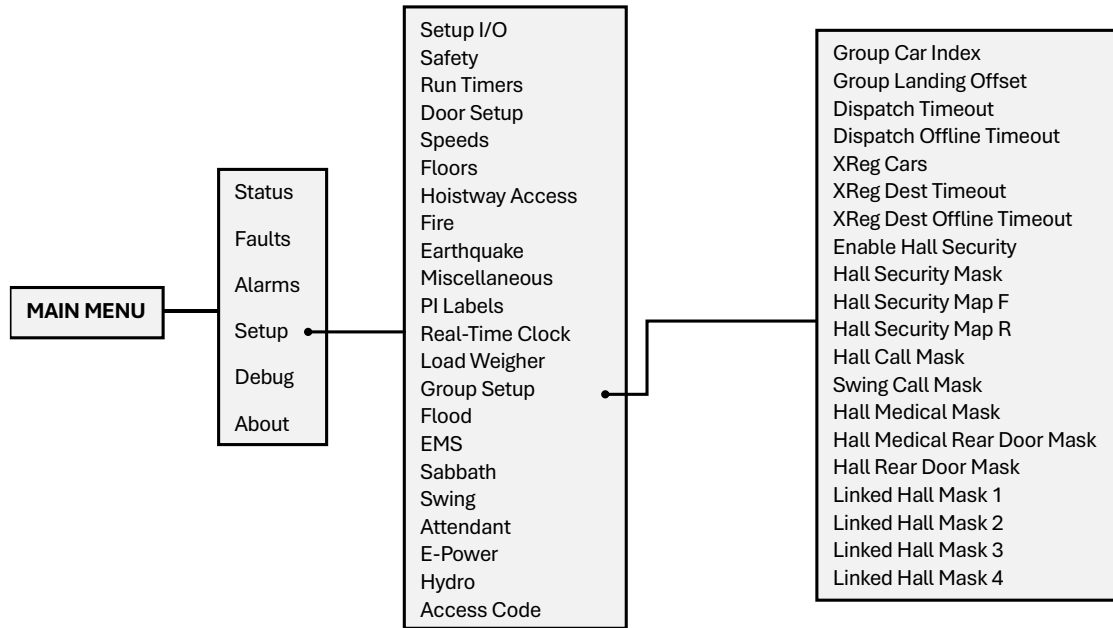 MAIN MENU
Status
Faults
Alarms
Setup
Debug
About
Setup I/O
Safety
Run Timers
Door Setup
Speeds
Floors
Hoistway Access
Fire
Earthquake
Miscellaneous
PI Labels
Real-Time Clock
Load Weigher
Group Setup
Flood
EMS
Sabbath
Swing
Attendant
E-Power
Hydro
Access Code
Group Car Index
Group Landing Offset
Dispatch Timeout
Dispatch Offline Timeout
XReg Cars
XReg Dest Timeout
XReg Dest Offline Timeout
Enable Hall Security
Hall Security Mask
Hall Security Map F
Hall Security Map R
Hall Call Mask
Swing Call Mask
Hall Medical Mask
Hall Medical Rear Door Mask
Hall Rear Door Mask
Linked Hall Mask 1
Linked Hall Mask 2
Linked Hall Mask 3
Linked Hall Mask 4